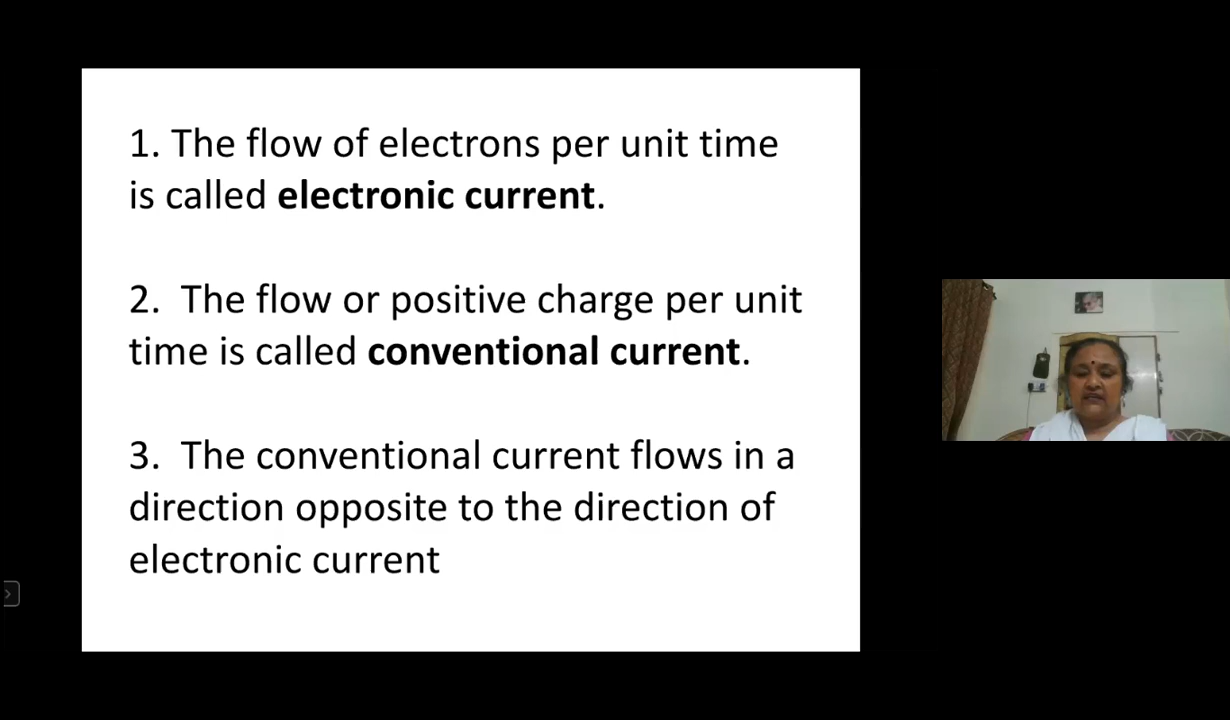 1. The flow of electrons per unit time
is called electronic current.
2. The flow or positive charge per unit
time is called conventional current.
3. The conventional current flows in a
direction opposite to the direction of
electronic current